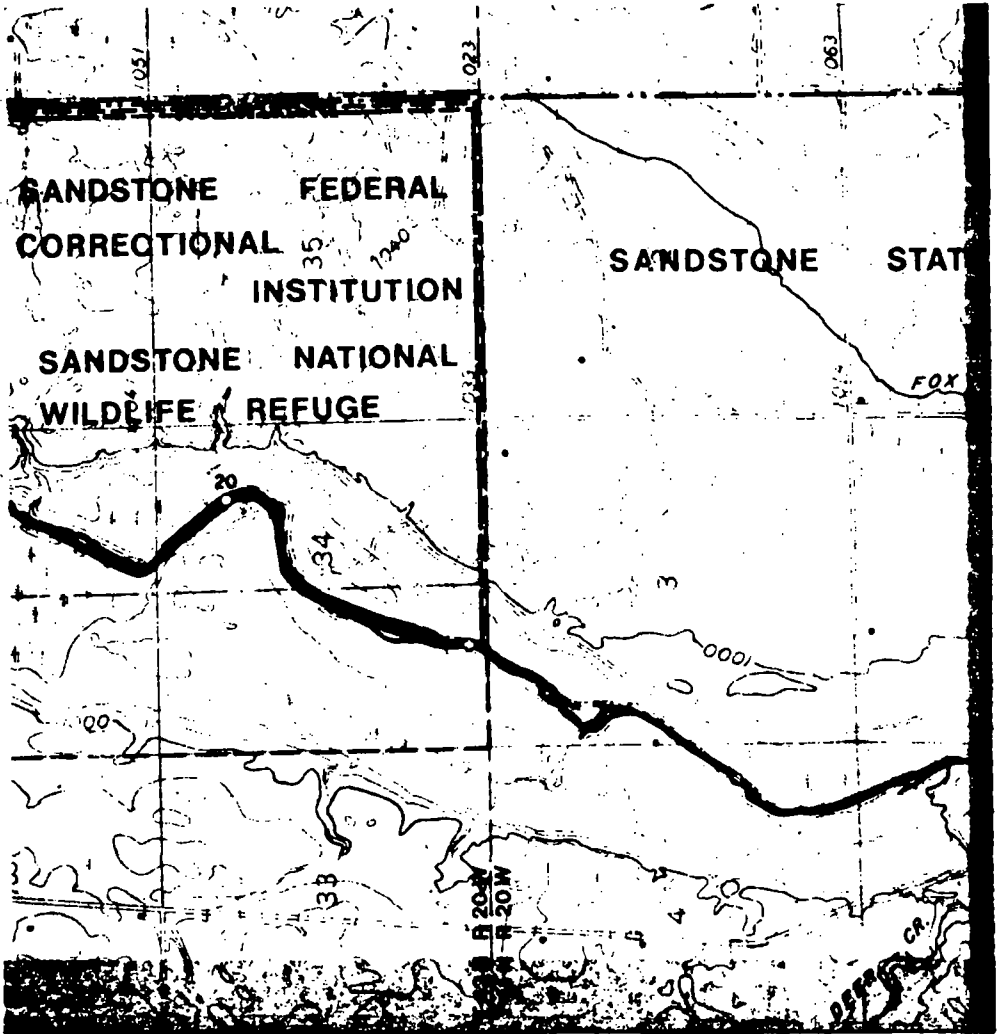 051
023
063
SANDSTONE FEDERAL
CORRECTIONAL
35
1040
INSTITUTION
SANDSTONE STAT
SANDSTONE NATIONAL
WILDLIFE REFUGE
FOX
20
34
3
1000
33
4
R 20 W
DEER CR.